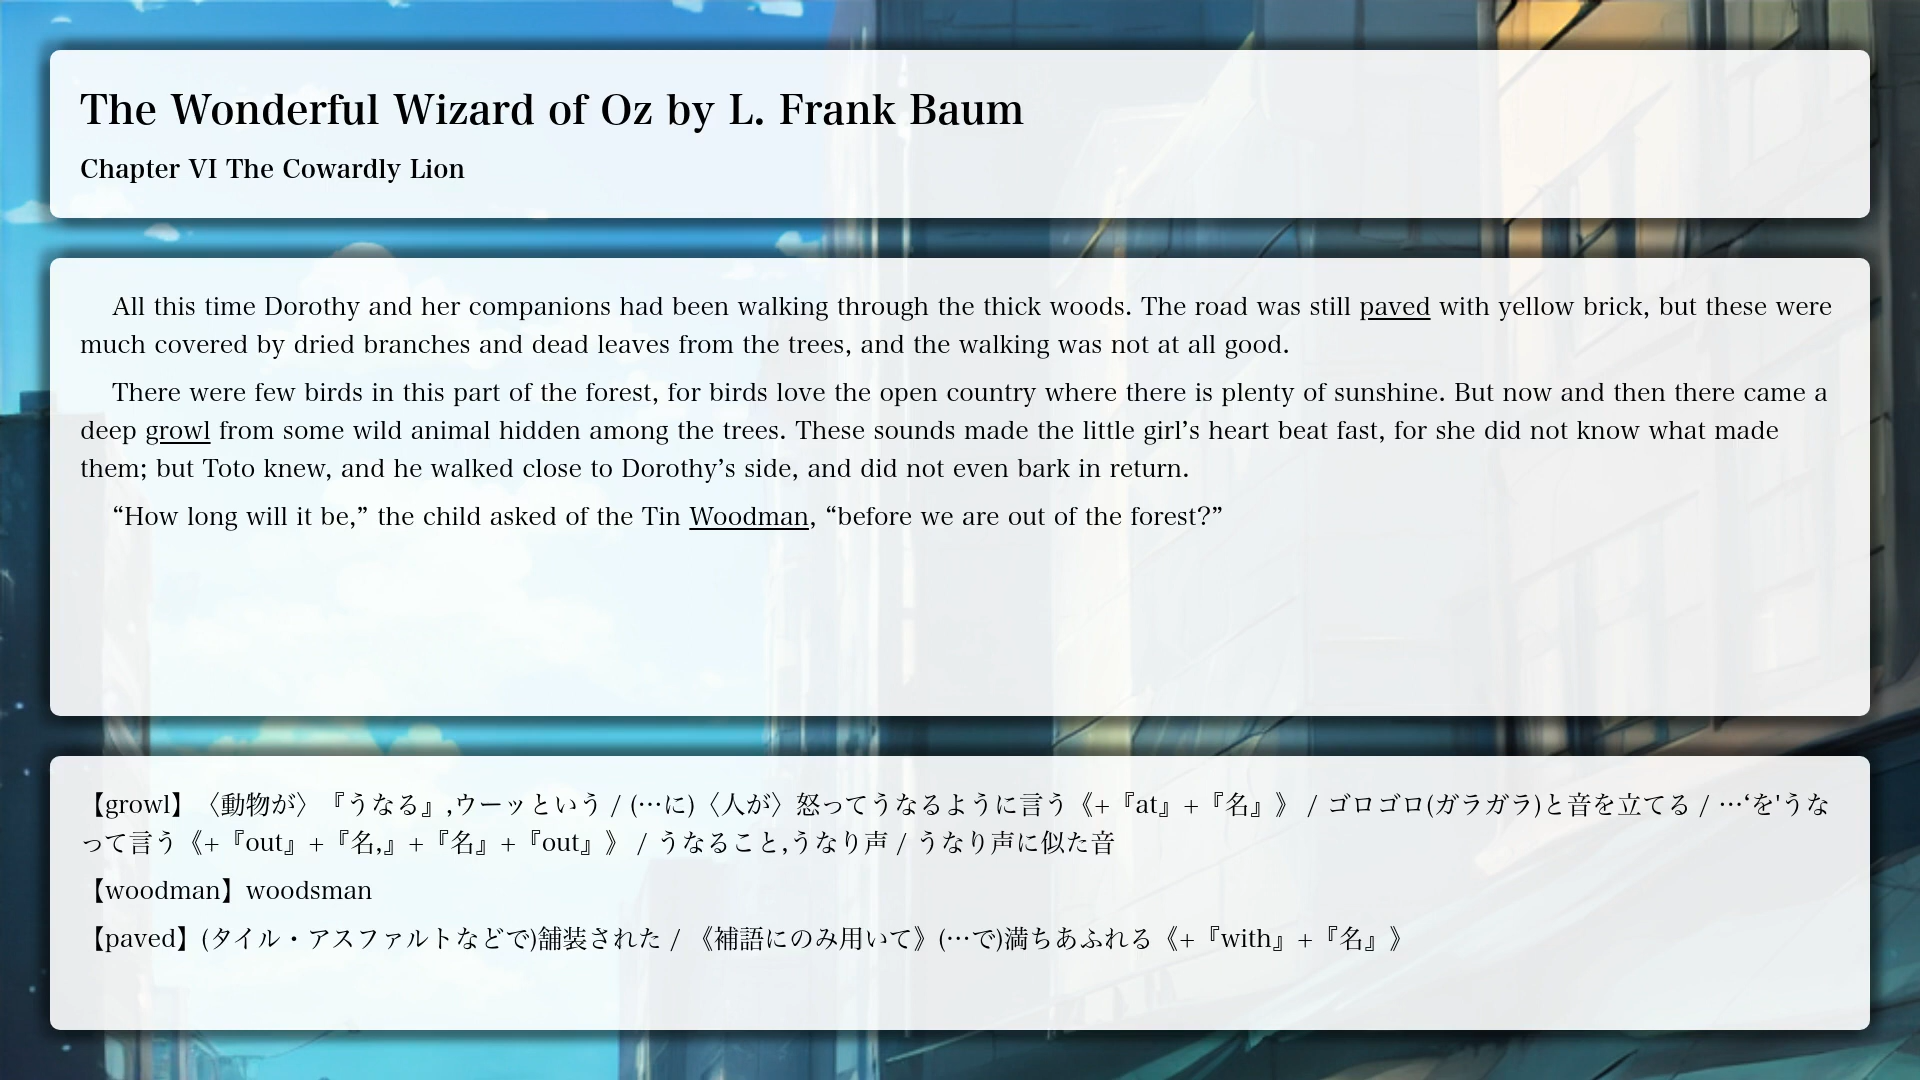 The Wonderful Wizard of Oz by L. Frank Baum
Chapter VI The Cowardly Lion
All this time Dorothy and her companions had been walking through the thick woods. The road was still paved with yellow brick, but these were
much covered by dried branches and dead leaves from the trees, and the walking was not at all good.
There were few birds in this part of the forest, for birds love the open country where there is plenty of sunshine. But now and then there came a
deep growl from some wild animal hidden among the trees. These sounds made the little girl’s heart beat fast, for she did not know what made
them; but Toto knew, and he walked close to Dorothy’s side, and did not even bark in return.
“How long will it be,” the child asked of the Tin Woodman, “before we are out of the forest?”
【growl】〈動物が〉『うなる』,ウーッという / (…に)〈人が〉怒ってうなるように言う《+『at』+『名』》 / ゴロゴロ(ガラガラ)と音を立てる / …‘を'うな
って言う《+『out』+『名,』+『名』+『out』》 / うなること,うなり声 / うなり声に似た音
【woodman】woodsman
【paved】(タイル・アスファルトなどで)舗装された / 《補語にのみ用いて》(…で)満ちあふれる《+『with』+『名』》